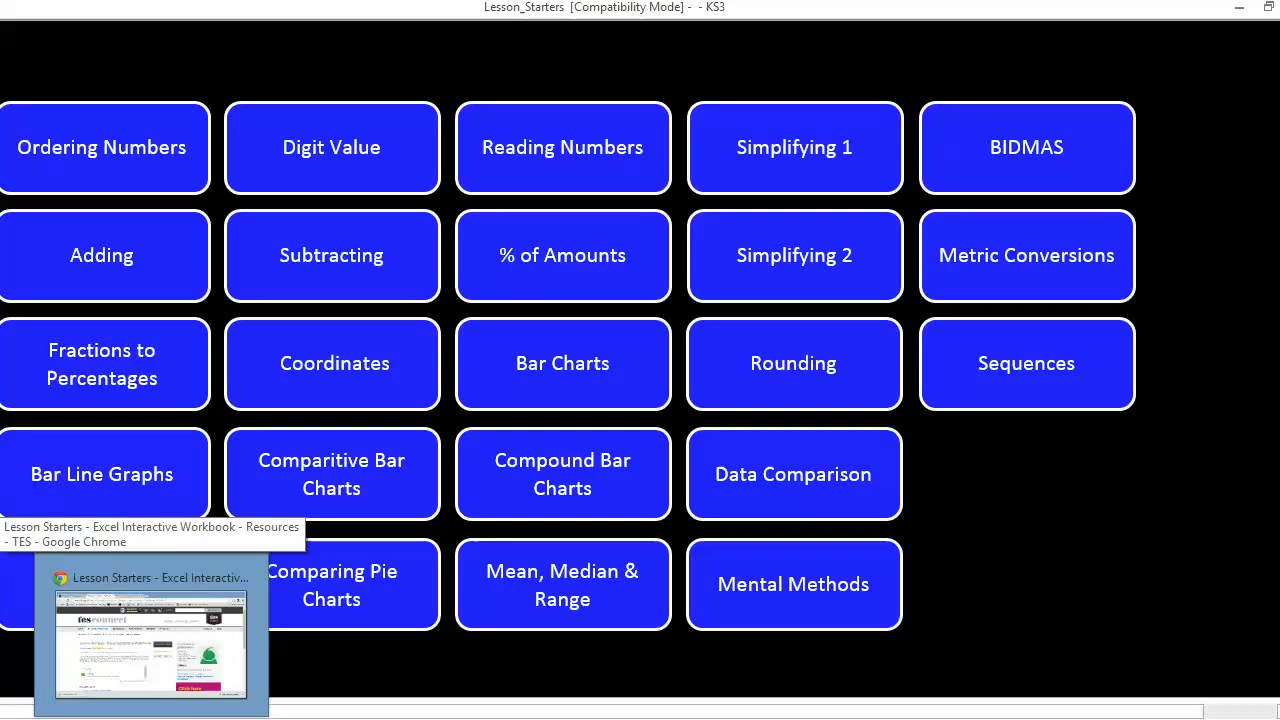 Lesson_Starters [Compatibility Mode] - - KS3
Ordering Numbers
Digit Value
Reading Numbers
Simplifying 1
BIDMAS
Adding
Subtracting
% of Amounts
Simplifying 2
Metric Conversions
Fractions to
Percentages
Coordinates
Bar Charts
Rounding
Sequences
Bar Line Graphs
Comparitive Bar
Charts
Compound Bar
Charts
Data Comparison
Lesson Starters - Excel Interactive Workbook - Resources
- TES - Google Chrome
Lesson Starters - Excel Interactiv...
tesconnect
Comparing Pie
Charts
Mean, Median &
Range
Mental Methods